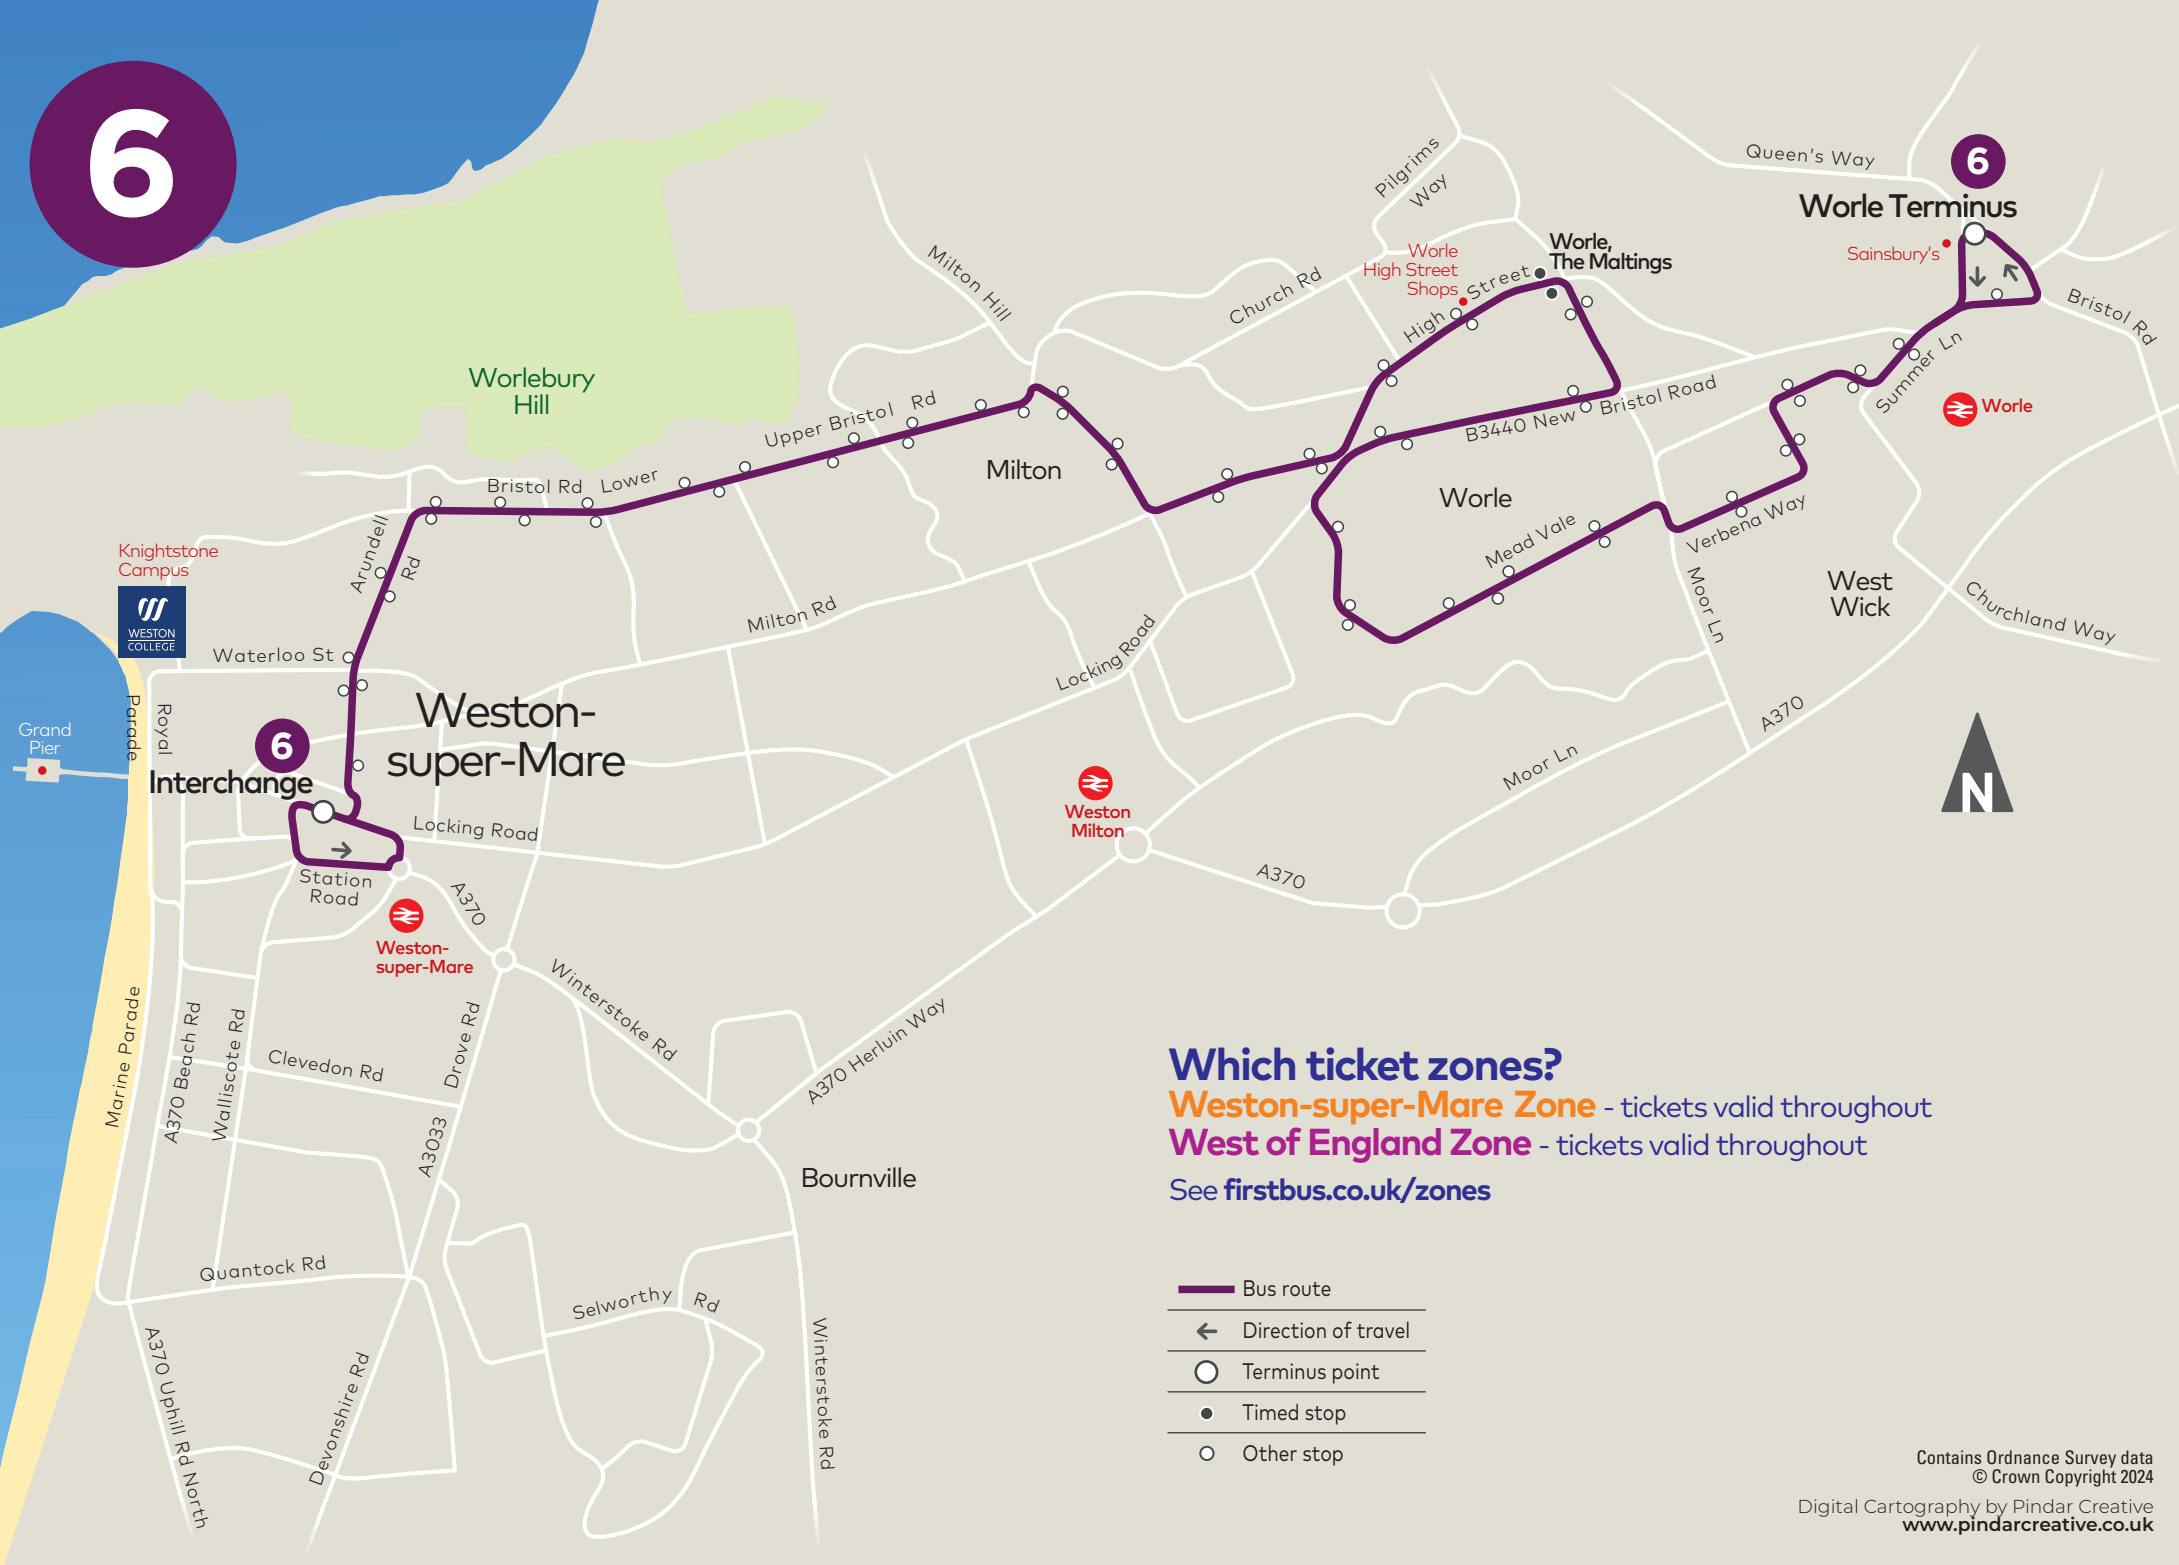 6
Queen's Way
6
Worle Terminus
Sainsbury's
Pilgrims
Way
Worle
High Street
Shops
Worle,
The Maltings
High Street
Church Rd
Milton Hill
Bristol Rd
Summer Ln
Worle
Worlebury
Hill
Upper Bristol Rd
B3440 New Bristol Road
Milton
Bristol Rd Lower
Worle
Mead Vale
Verbena Way
Arundell
Rd
Knightstone
Campus
WESTON
COLLEGE
West
Wick
Moor Ln
Churchland Way
Milton Rd
Locking Road
Waterloo St
Royal
Parade
Grand
Pier
Weston-
super-Mare
6
Interchange
A370
Moor Ln
Weston
Milton
N
Locking Road
Station
Road
A370
A370
Weston-
super-Mare
Winterstoke Rd
A370 Herluin Way
Marine Parade
A370 Beach Rd
Walliscote Rd
Clevedon Rd
Drove Rd
A3033
Bournville
Quantock Rd
Selworthy Rd
A370 Uphill Rd North
Devonshire Rd
Winterstoke Rd
Which ticket zones?
Weston-super-Mare Zone - tickets valid throughout
West of England Zone - tickets valid throughout
See firstbus.co.uk/zones
Bus route
Direction of travel
Terminus point
Timed stop
Other stop
Contains Ordnance Survey data
© Crown Copyright 2024
Digital Cartography by Pindar Creative
www.pindarcreative.co.uk